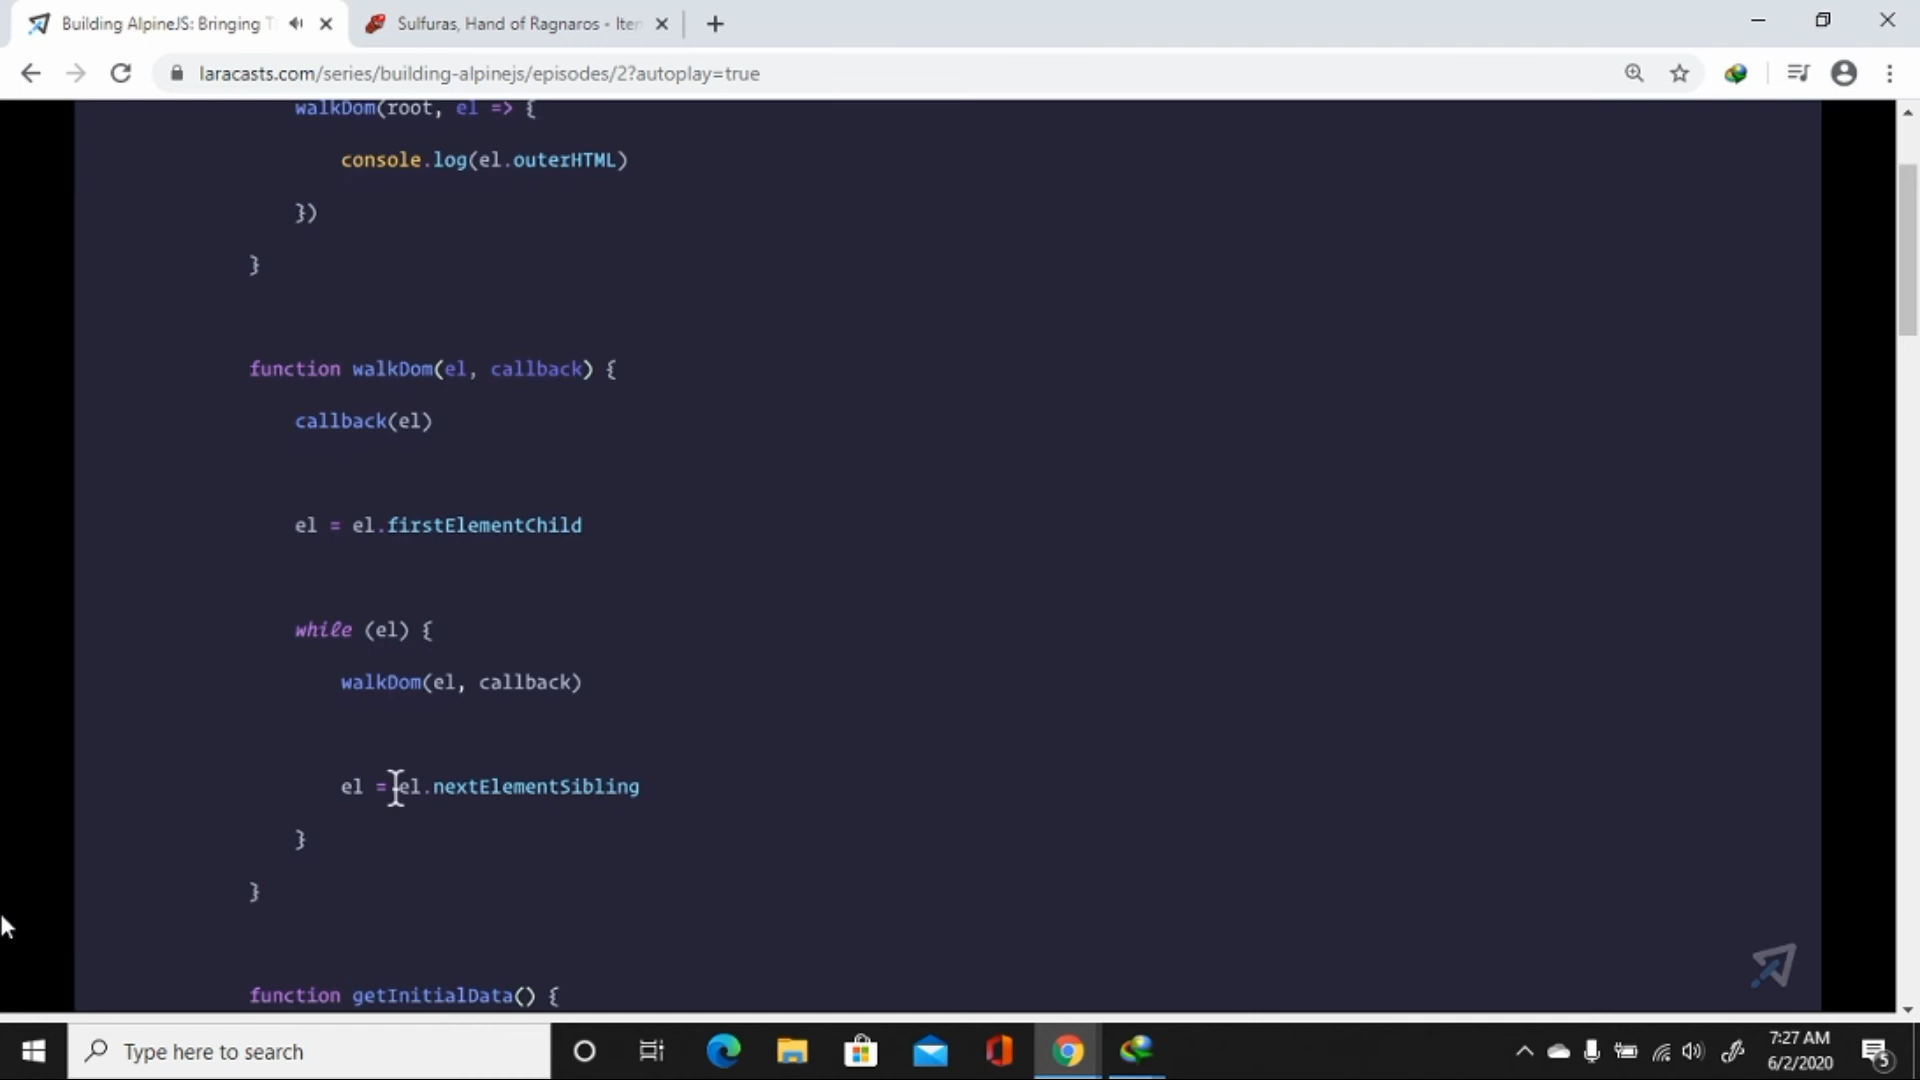 Building AlpineJS: Bringing T
Sulfuras, Hand of Ragnaros - Iten
laracasts.com/series/building-alpinejs/episodes/2?autoplay=true
walkDom(root, el => {
console.log(el.outerHTML)
})
}
function walkDom(el, callback) {
callback(el)
el = el.firstElementChild
while (el) {
walkDom(el, callback)
el = el.nextElementSibling
}
}
function getInitialData() {
Type here to search
7:27 AM
6/2/2020
5